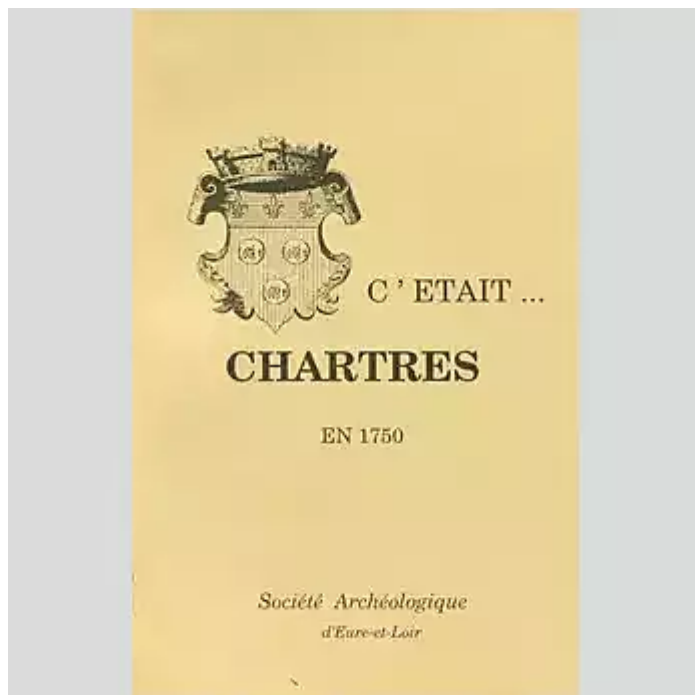 C ' ETAIT ...
CHARTRES
EN 1750
Société Archéologique
d'Eure-et-Loir